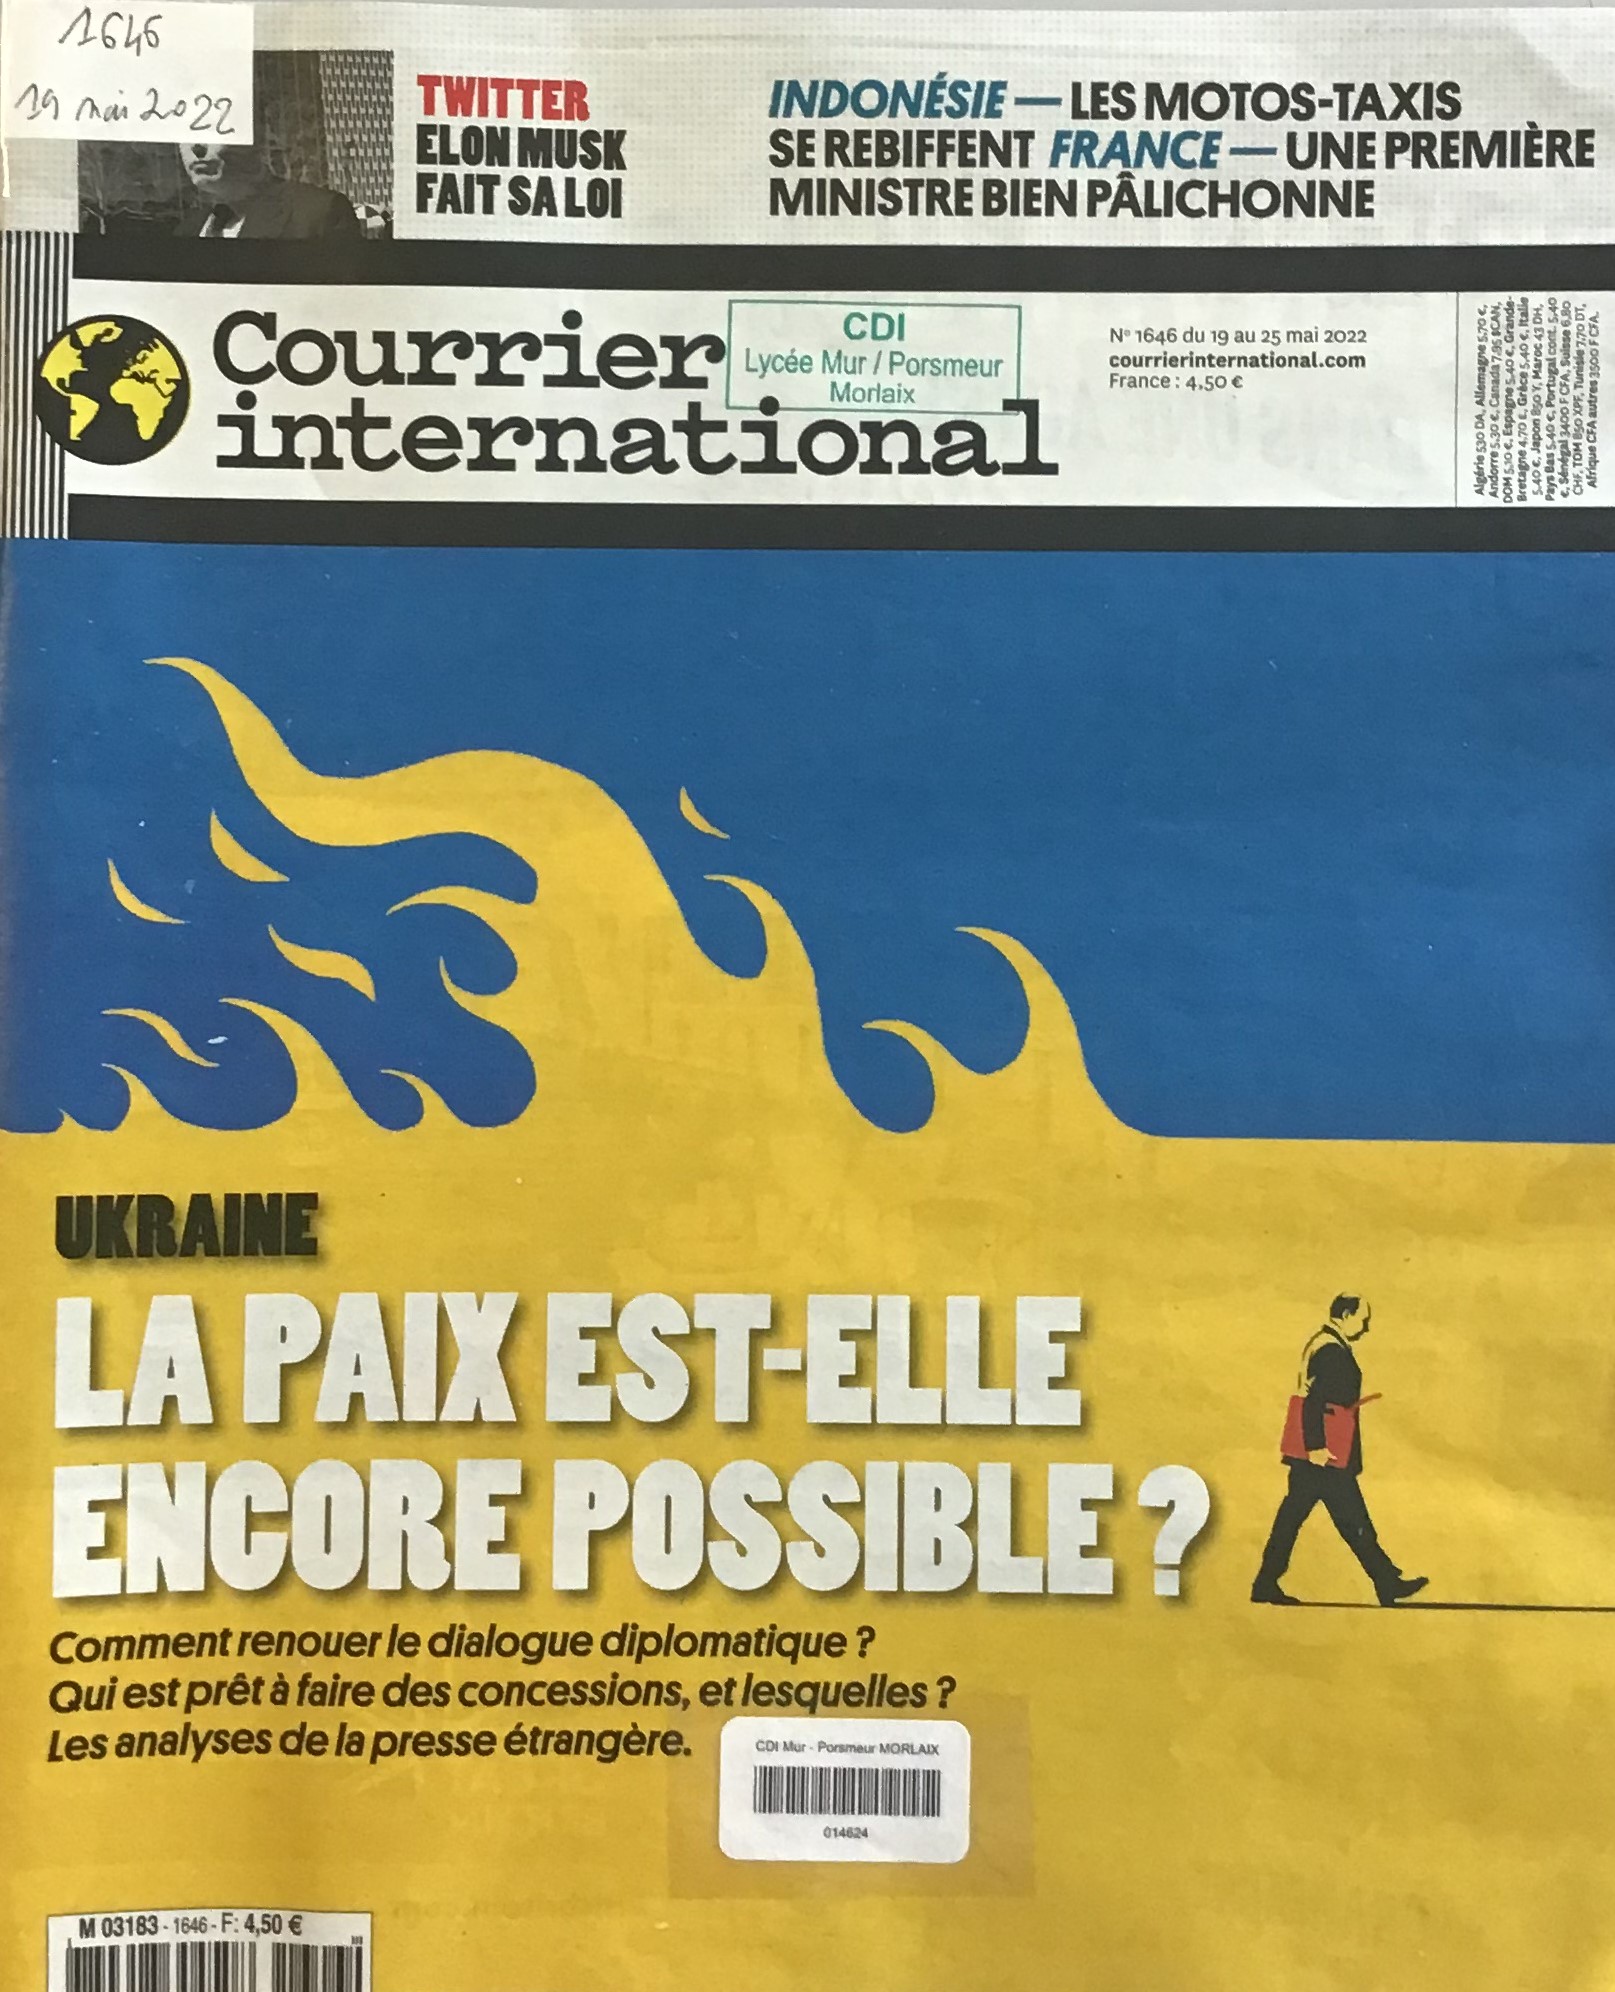 1646
19 mai 2022
TWITTER
ELON MUSK
FAIT SA LOI
INDONÉSIE — LES MOTOS-TAXIS
SE REBIFFENT FRANCE — UNE PREMIÈRE
MINISTRE BIEN PÂLICHONNE
Courrier
international
CDI
Lycée Mur / Porsmeur
Morlaix
N° 1646 du 19 au 25 mai 2022
courrierinternational.com
France : 4,50 €
Algérie 530 DA, Allemagne 5,70 €,
Andorre 5,30 €, Canada 7,95 $CAN,
DOM 5,10 €, Espagne 5,40 €, Grande-
Bretagne 4,70 £, Grèce 5,40 €, Italie
5,40 €, Japon 850 Y, Maroc 43 DH,
Pays Bas 5,40 €, Portugal cont. 5,40
€, Sénégal 3400 F CFA, Suisse 6,80
CHF, TOM 850 XPF, Tunisie 7,70 DT,
Afrique CFA autres 3500 F CFA.
UKRAINE
LA PAIX EST-ELLE
ENCORE POSSIBLE ?
Comment renouer le dialogue diplomatique ?
Qui est prêt à faire des concessions, et lesquelles ?
Les analyses de la presse étrangère.
CDI Mur - Porsmeur MORLAIX
014624
M 03183 - 1646 - F: 4,50 €